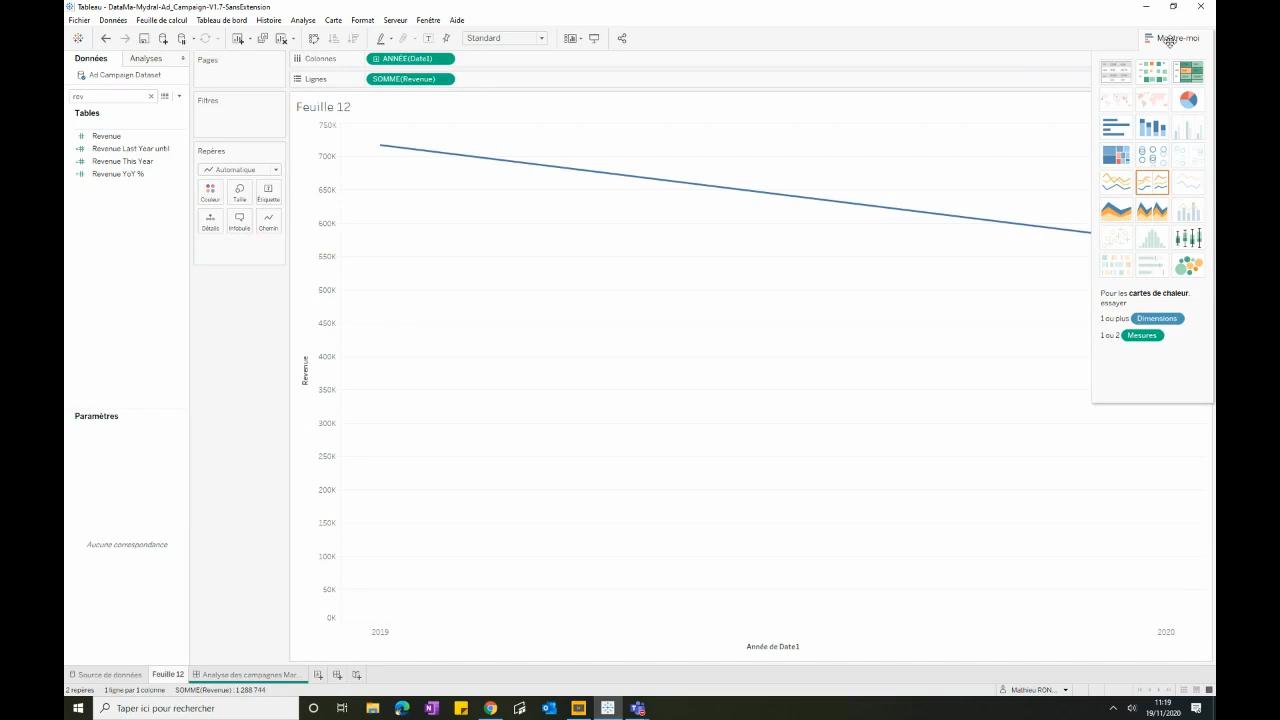 Tableau - DataMa-Mydral-Ad_Campaign-V1.7-SansExtension
Fichier Données Feuille de calcul Tableau de bord Histoire Analyse Carte Format Serveur Fenêtre Aide
Standard
Montre-moi
Données Analyses
Ad Campaign Dataset
rev
Tables
Revenue
Revenue Last Year until
Revenue This Year
Revenue YoY %
Paramètres
Aucune correspondance
Pages
Filtres
Repères
Automatique
Couleur Taille Étiquette
Détails Infobulle Chemin
Colonnes ANNÉE(Date1)
Lignes SOMME(Revenue)
Feuille 12
750K
700K
650K
600K
550K
500K
450K
400K
350K
300K
250K
200K
150K
100K
50K
0K
Revenue
2019 2020
Année de Date1
Pour les cartes de chaleur,
essayer
1 ou plus Dimensions
1 ou 2 Mesures
Source de données Feuille 12 Analyse des campagnes Mar...
2 repères 1 ligne par 1 colonne SOMME(Revenue) : 1 288 744
Mathieu RON...
Taper ici pour rechercher
11:19
19/11/2020